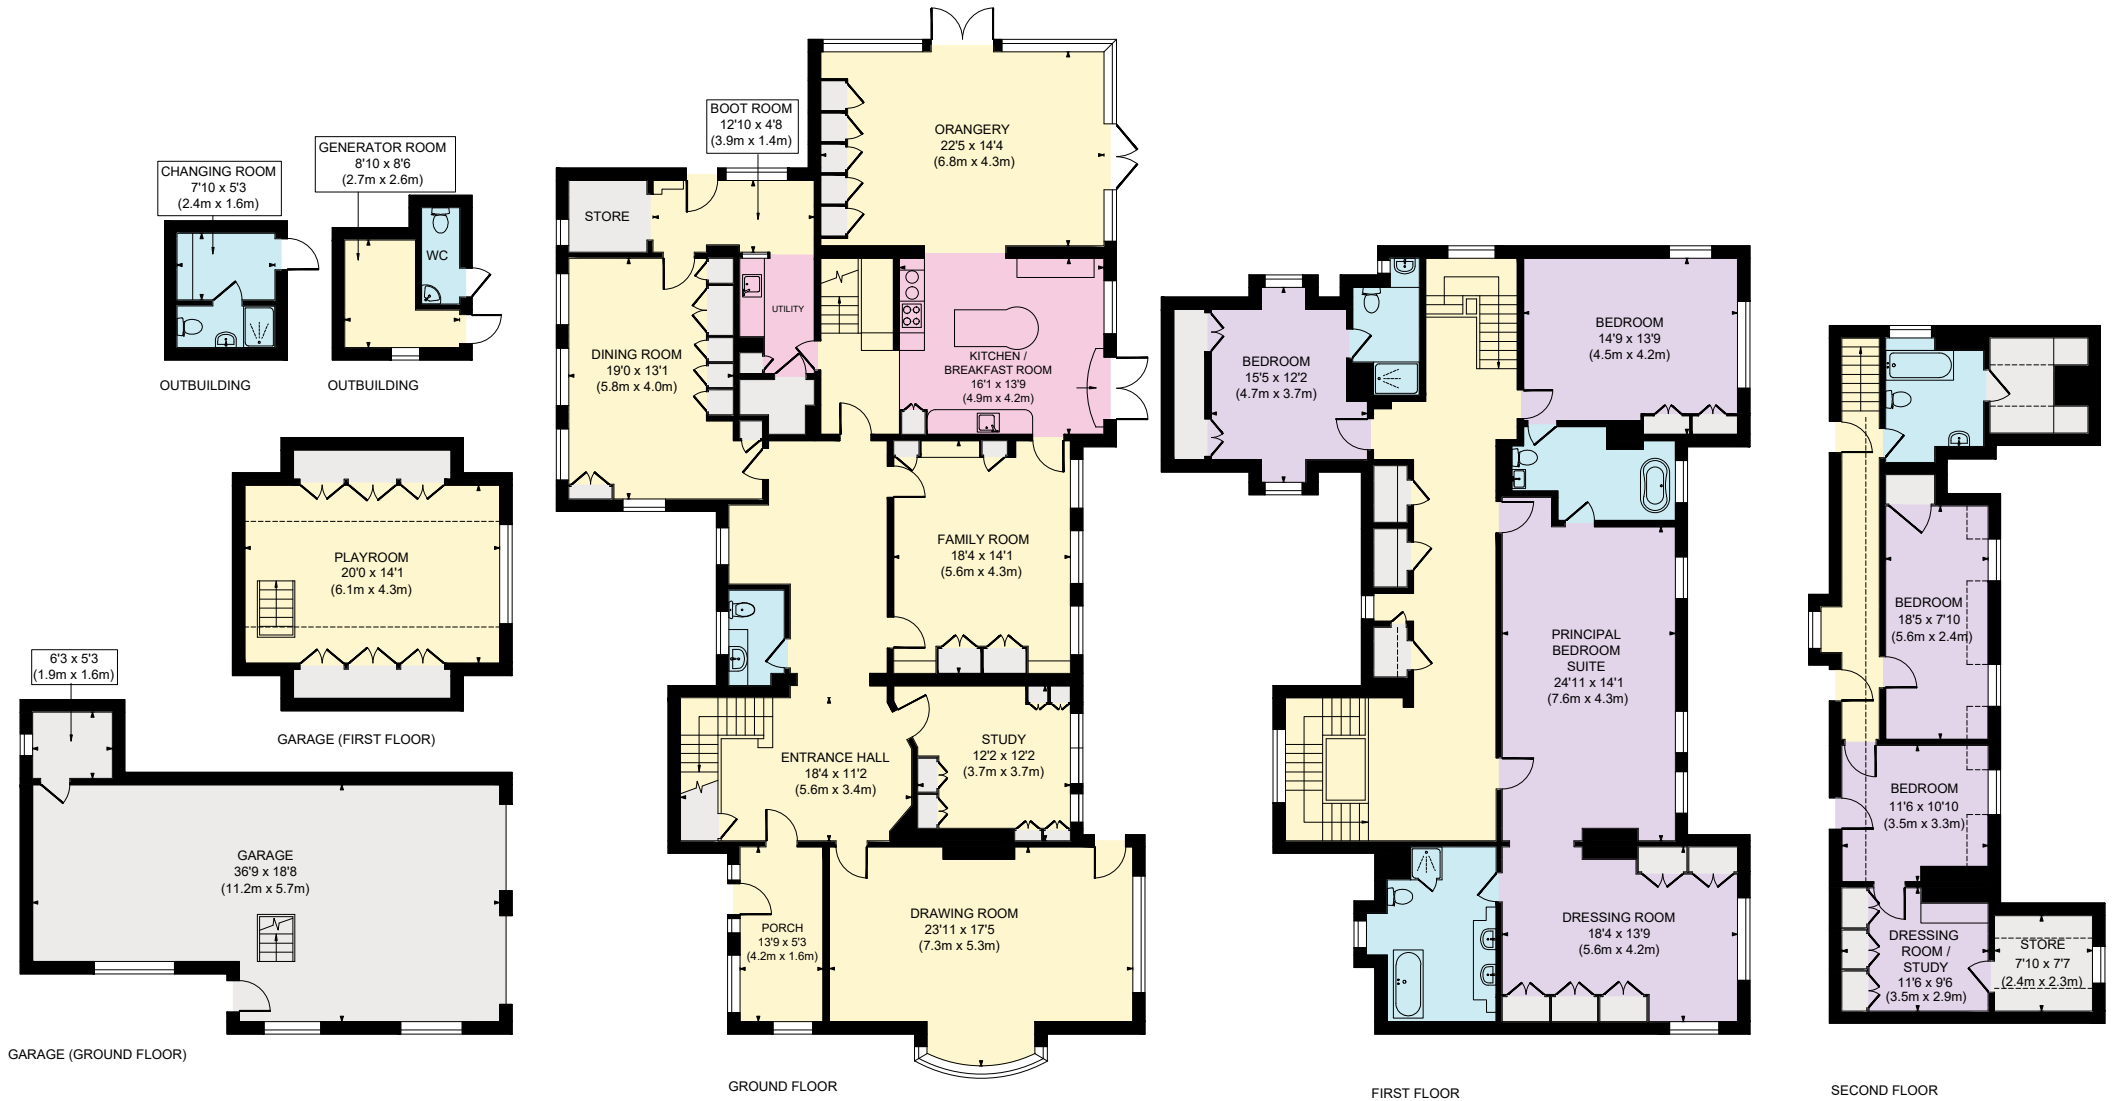 CHANGING ROOM
7'10 x 5'3
(2.4m x 1.6m)
OUTBUILDING
GENERATOR ROOM
8'10 x 8'6
(2.7m x 2.6m)
WC
OUTBUILDING
PLAYROOM
20'0 x 14'1
(6.1m x 4.3m)
GARAGE (FIRST FLOOR)
6'3 x 5'3
(1.9m x 1.6m)
GARAGE
36'9 x 18'8
(11.2m x 5.7m)
GARAGE (GROUND FLOOR)
BOOT ROOM
12'10 x 4'8
(3.9m x 1.4m)
ORANGERY
22'5 x 14'4
(6.8m x 4.3m)
STORE
UTILITY
DINING ROOM
19'0 x 13'1
(5.8m x 4.0m)
KITCHEN /
BREAKFAST ROOM
16'1 x 13'9
(4.9m x 4.2m)
FAMILY ROOM
18'4 x 14'1
(5.6m x 4.3m)
STUDY
12'2 x 12'2
(3.7m x 3.7m)
ENTRANCE HALL
18'4 x 11'2
(5.6m x 3.4m)
PORCH
13'9 x 5'3
(4.2m x 1.6m)
DRAWING ROOM
23'11 x 17'5
(7.3m x 5.3m)
GROUND FLOOR
BEDROOM
15'5 x 12'2
(4.7m x 3.7m)
BEDROOM
14'9 x 13'9
(4.5m x 4.2m)
PRINCIPAL
BEDROOM
SUITE
24'11 x 14'1
(7.6m x 4.3m)
DRESSING ROOM
18'4 x 13'9
(5.6m x 4.2m)
FIRST FLOOR
BEDROOM
18'5 x 7'10
(5.6m x 2.4m)
BEDROOM
11'6 x 10'10
(3.5m x 3.3m)
DRESSING
ROOM /
STUDY
11'6 x 9'6
(3.5m x 2.9m)
STORE
7'10 x 7'7
(2.4m x 2.3m)
SECOND FLOOR